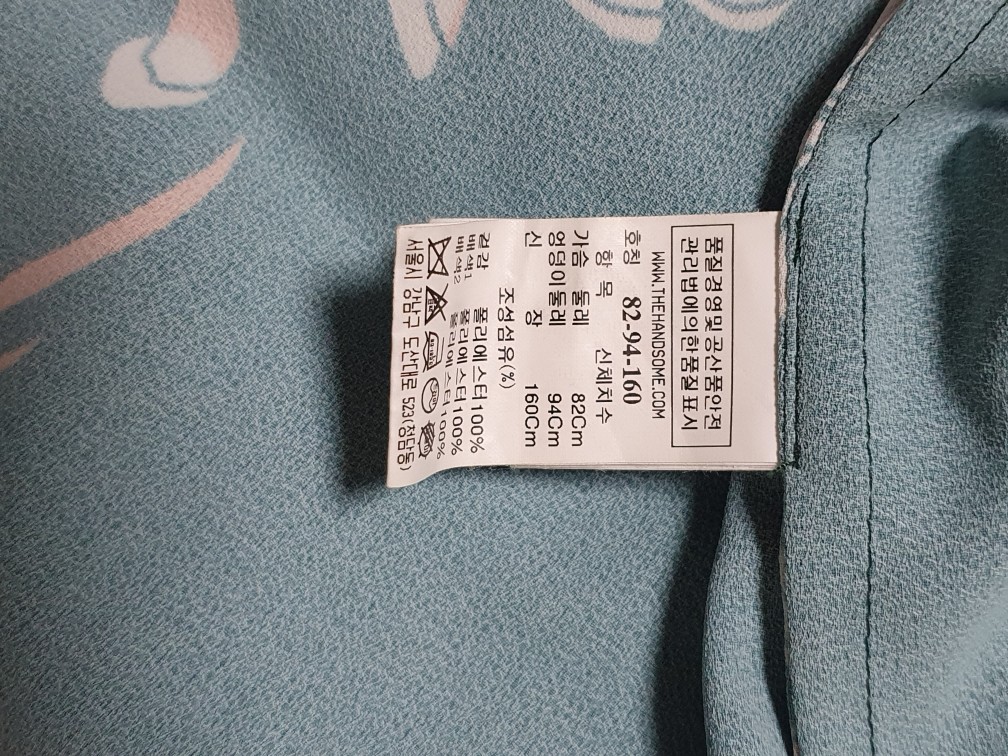 품질경영및공산품안전
관리법에의한품질표시
WWW.THEHANDSOME.COM
호칭 82-94-160
항 목 신체치수
가슴 둘레 82Cm
엉덩이둘레 94Cm
신 장 160Cm
조성섬유(%)
겉감 폴리에스터100%
배색1 폴리에스터100%
배색2 폴리에스터100%
서울시 강남구 도산대로 523(청담동)